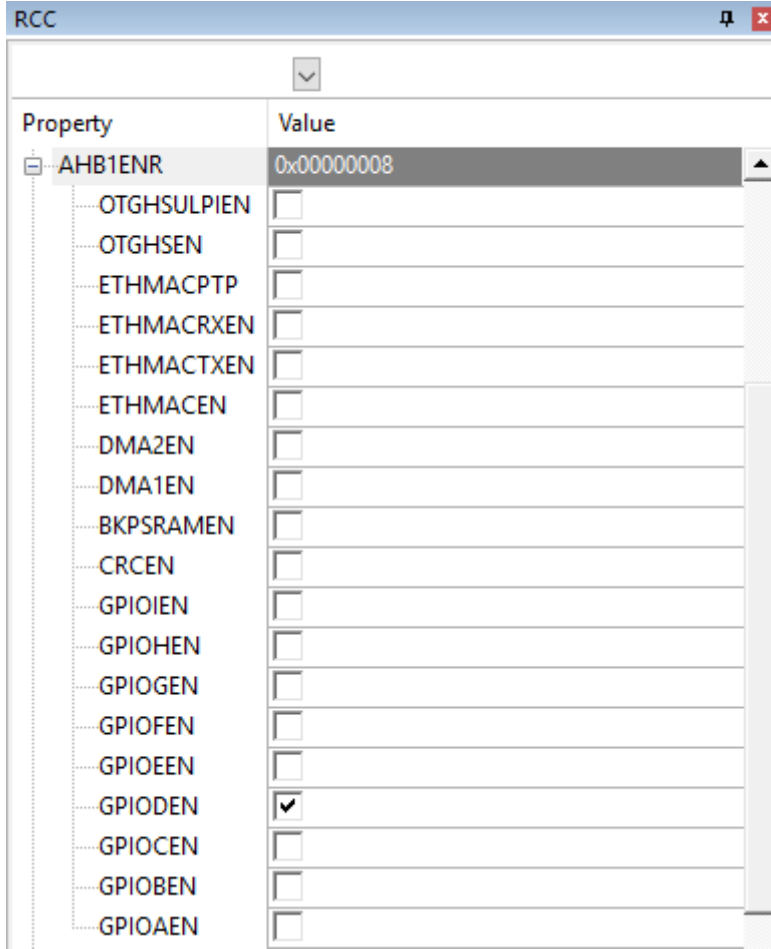 RCC
Property Value
AHB1ENR 0x00000008
OTGHSULPIEN
OTGHSEN
ETHMACPTP
ETHMACRXEN
ETHMACTXEN
ETHMACEN
DMA2EN
DMA1EN
BKPSRAMEN
CRCEN
GPIOIEN
GPIOHEN
GPIOGEN
GPIOFEN
GPIOEEN
GPIODEN
GPIOCEN
GPIOBEN
GPIOAEN